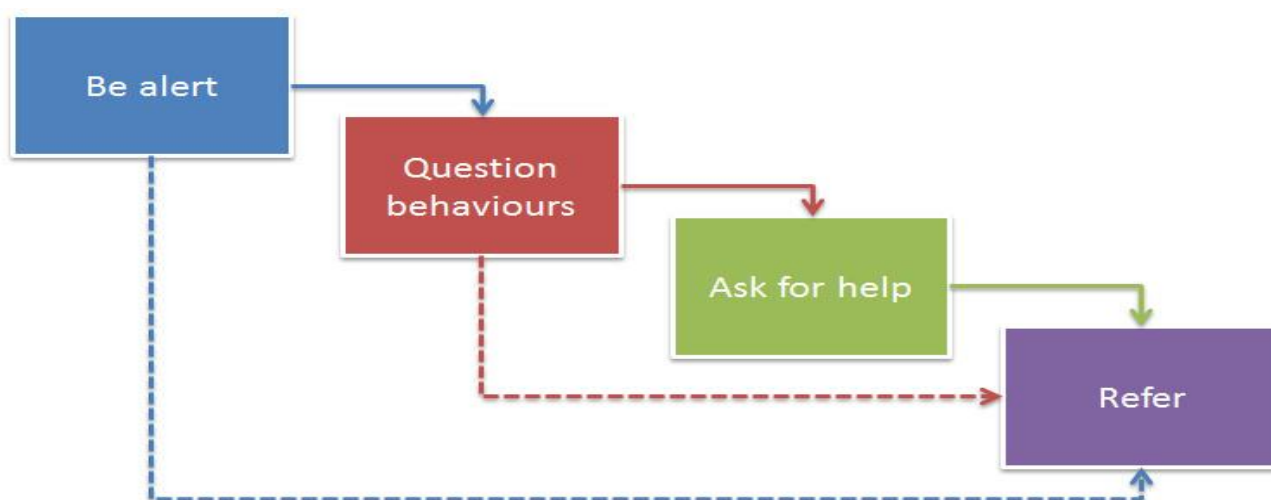 Be alert
Question
behaviours
Ask for help
Refer